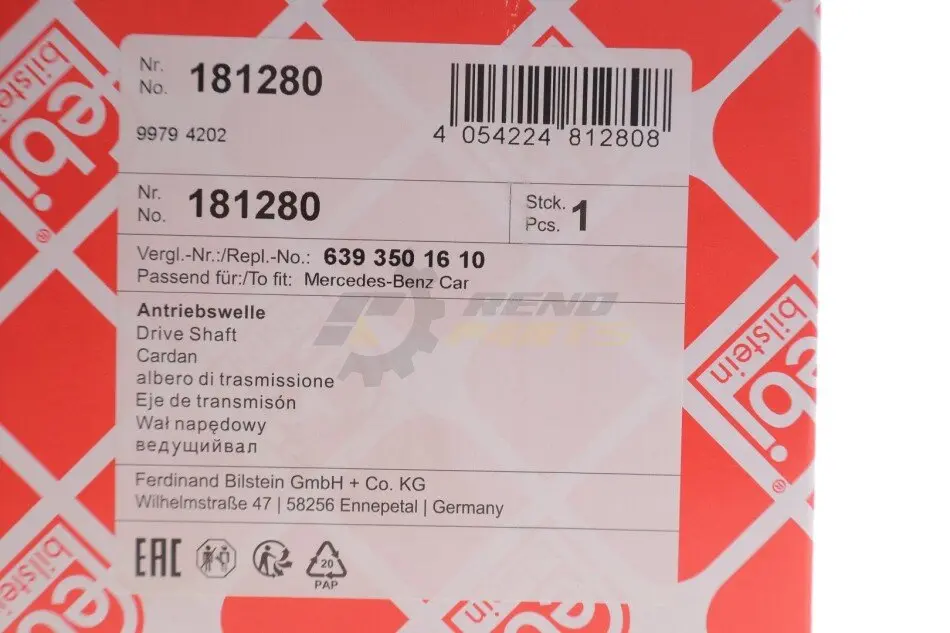 Nr.
No. 181280
9979 4202
4 054224 812808
Nr.
No. 181280
Stck.
Pcs. 1
Vergl.-Nr.:/Repl.-No.: 639 350 16 10
Passend für:/To fit: Mercedes-Benz Car
Antriebswelle
Drive Shaft
Cardan
albero di trasmissione
Eje de transmisón
Wał napędowy
ведущийвал
Ferdinand Bilstein GmbH + Co. KG
Wilhelmstraße 47 | 58256 Ennepetal | Germany
EAC
20
PAP
REND
PARTS
febi
bilstein
®
febi
bilstein
®
febi
bilstein